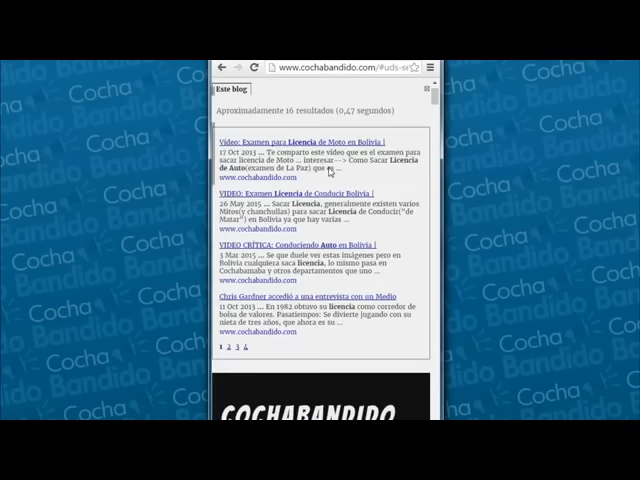 www.cochabandido.com/#uds-se
Este blog
Aproximadamente 16 resultados (0,47 segundos)
Vídeo: Examen para Licencia de Moto en Bolivia |
17 Oct 2013 ... Te comparto este vídeo que es el examen para
sacar licencia de Moto ... interesar--> Como Sacar Licencia
de Auto(examen de La Paz) que es ...
www.cochabandido.com
VIDEO: Examen Licencia de Conducir Bolivia |
26 May 2015 ... Sacar Licencia, generalmente existen varios
Mitos(y chanchullas) para sacar Licencia de Conducir("de
Matar") en Bolivia ya que hay varias ...
www.cochabandido.com
VIDEO CRÍTICA: Conduciendo Auto en Bolivia |
3 Mar 2015 ... Se que duele ver estas imágenes pero en
Bolivia cualquiera saca licencia, lo mismo pasa en
Cochabamaba y otros departamentos que uno ...
www.cochabandido.com
Chris Gardner accedió a una entrevista con un Medio
11 Oct 2013 ... En 1982 obtuvo su licencia como corredor de
bolsa de valores. Pasatiempos: Se divierte jugando con su
nieta de tres años, que ahora es su ...
www.cochabandido.com
1 2 3 4
COCHABANDIDO
Cocha
Bandido